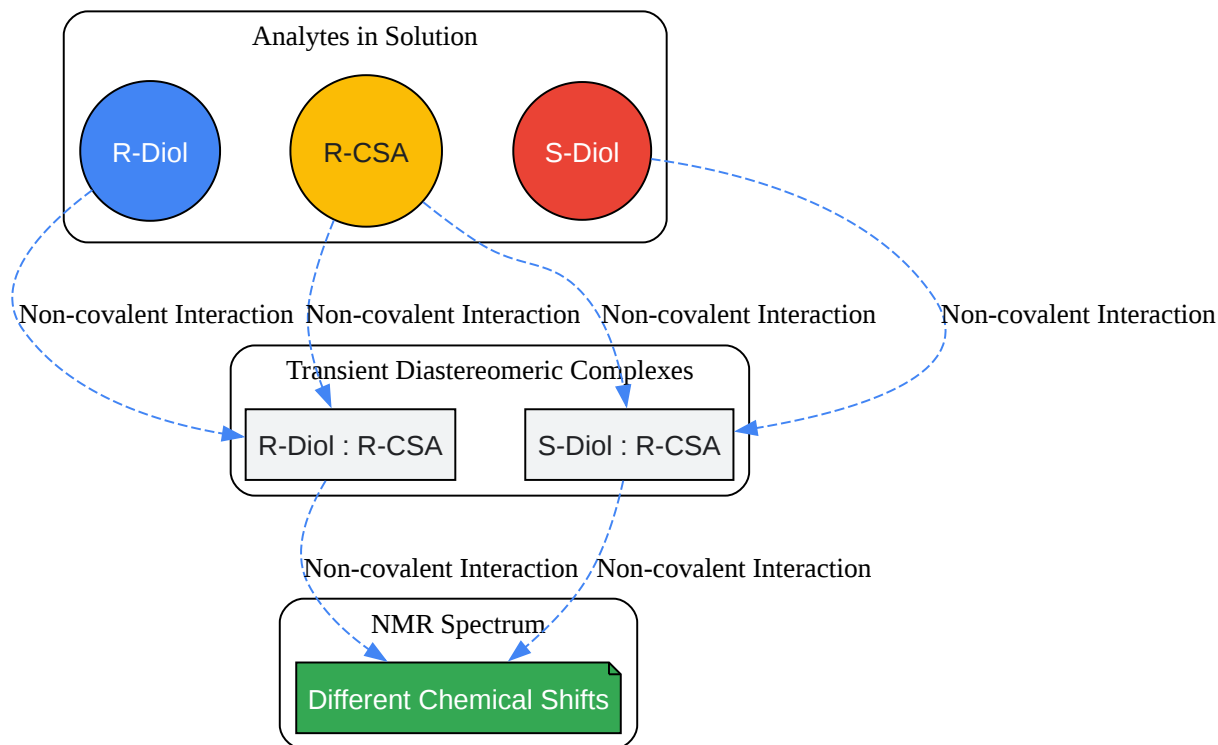 Analytes in Solution
R-Diol
R-CSA
S-Diol
Non-covalent Interaction
Non-covalent Interaction
Non-covalent Interaction
Non-covalent Interaction
Transient Diastereomeric Complexes
R-Diol : R-CSA
S-Diol : R-CSA
Non-covalent Interaction
Non-covalent Interaction
NMR Spectrum
Different Chemical Shifts